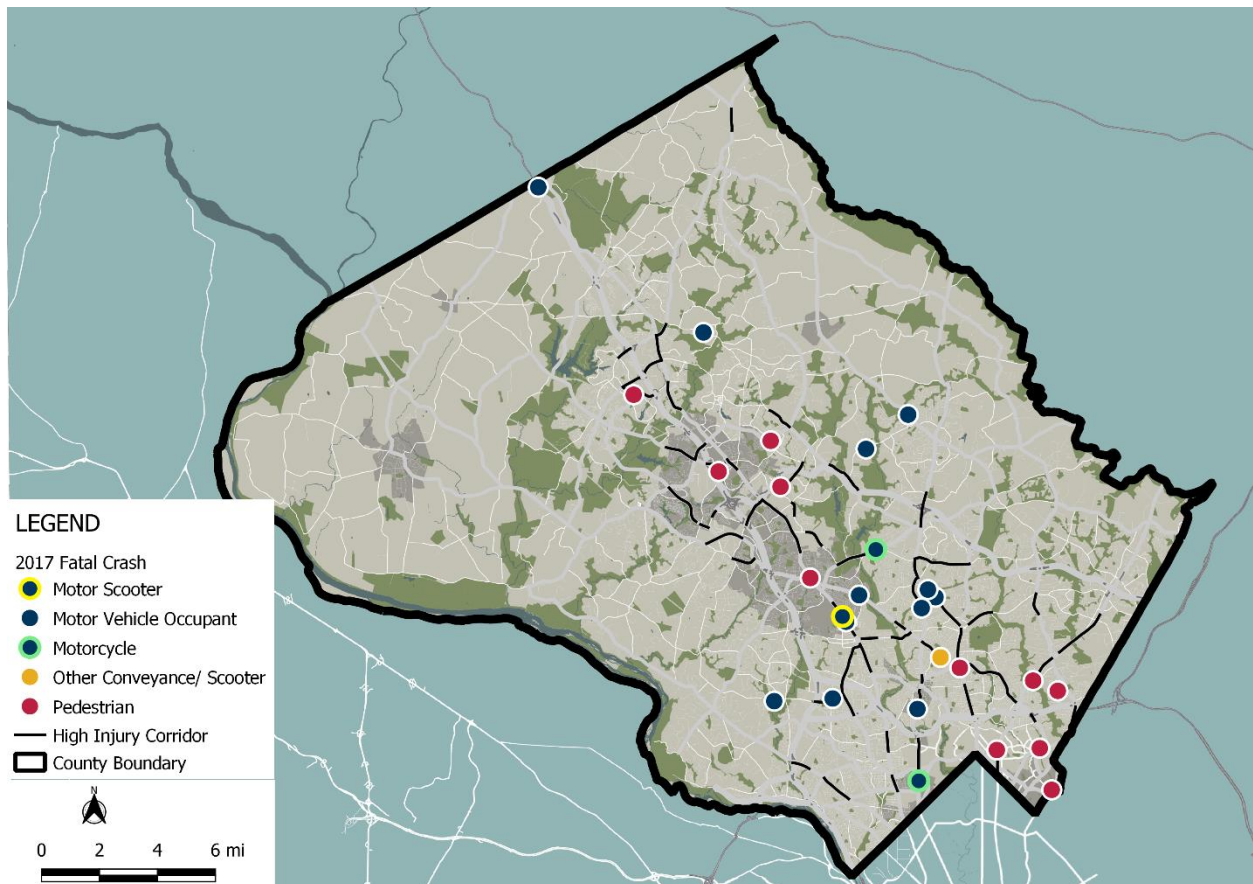 LEGEND
2017 Fatal Crash
Motor Scooter
Motor Vehicle Occupant
Motorcycle
Other Conveyance/ Scooter
Pedestrian
High Injury Corridor
County Boundary
N
0 2 4 6 mi